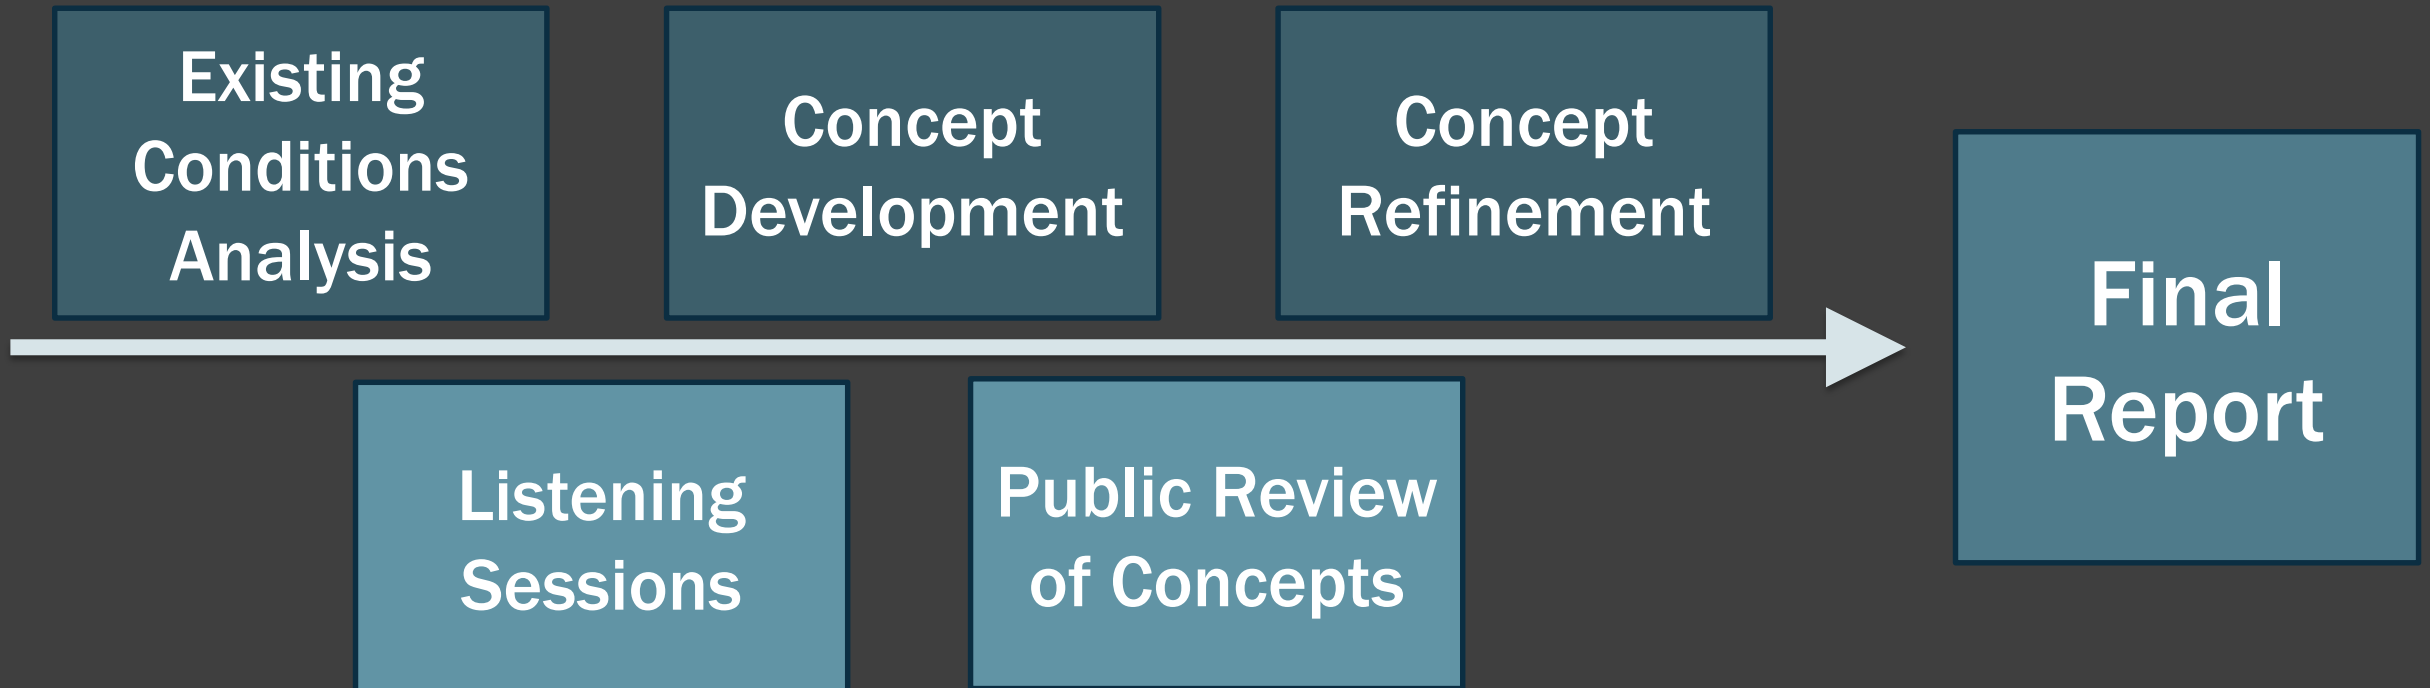 Existing
Conditions
Analysis
Concept
Development
Concept
Refinement
Final
Report
Listening
Sessions
Public Review
of Concepts